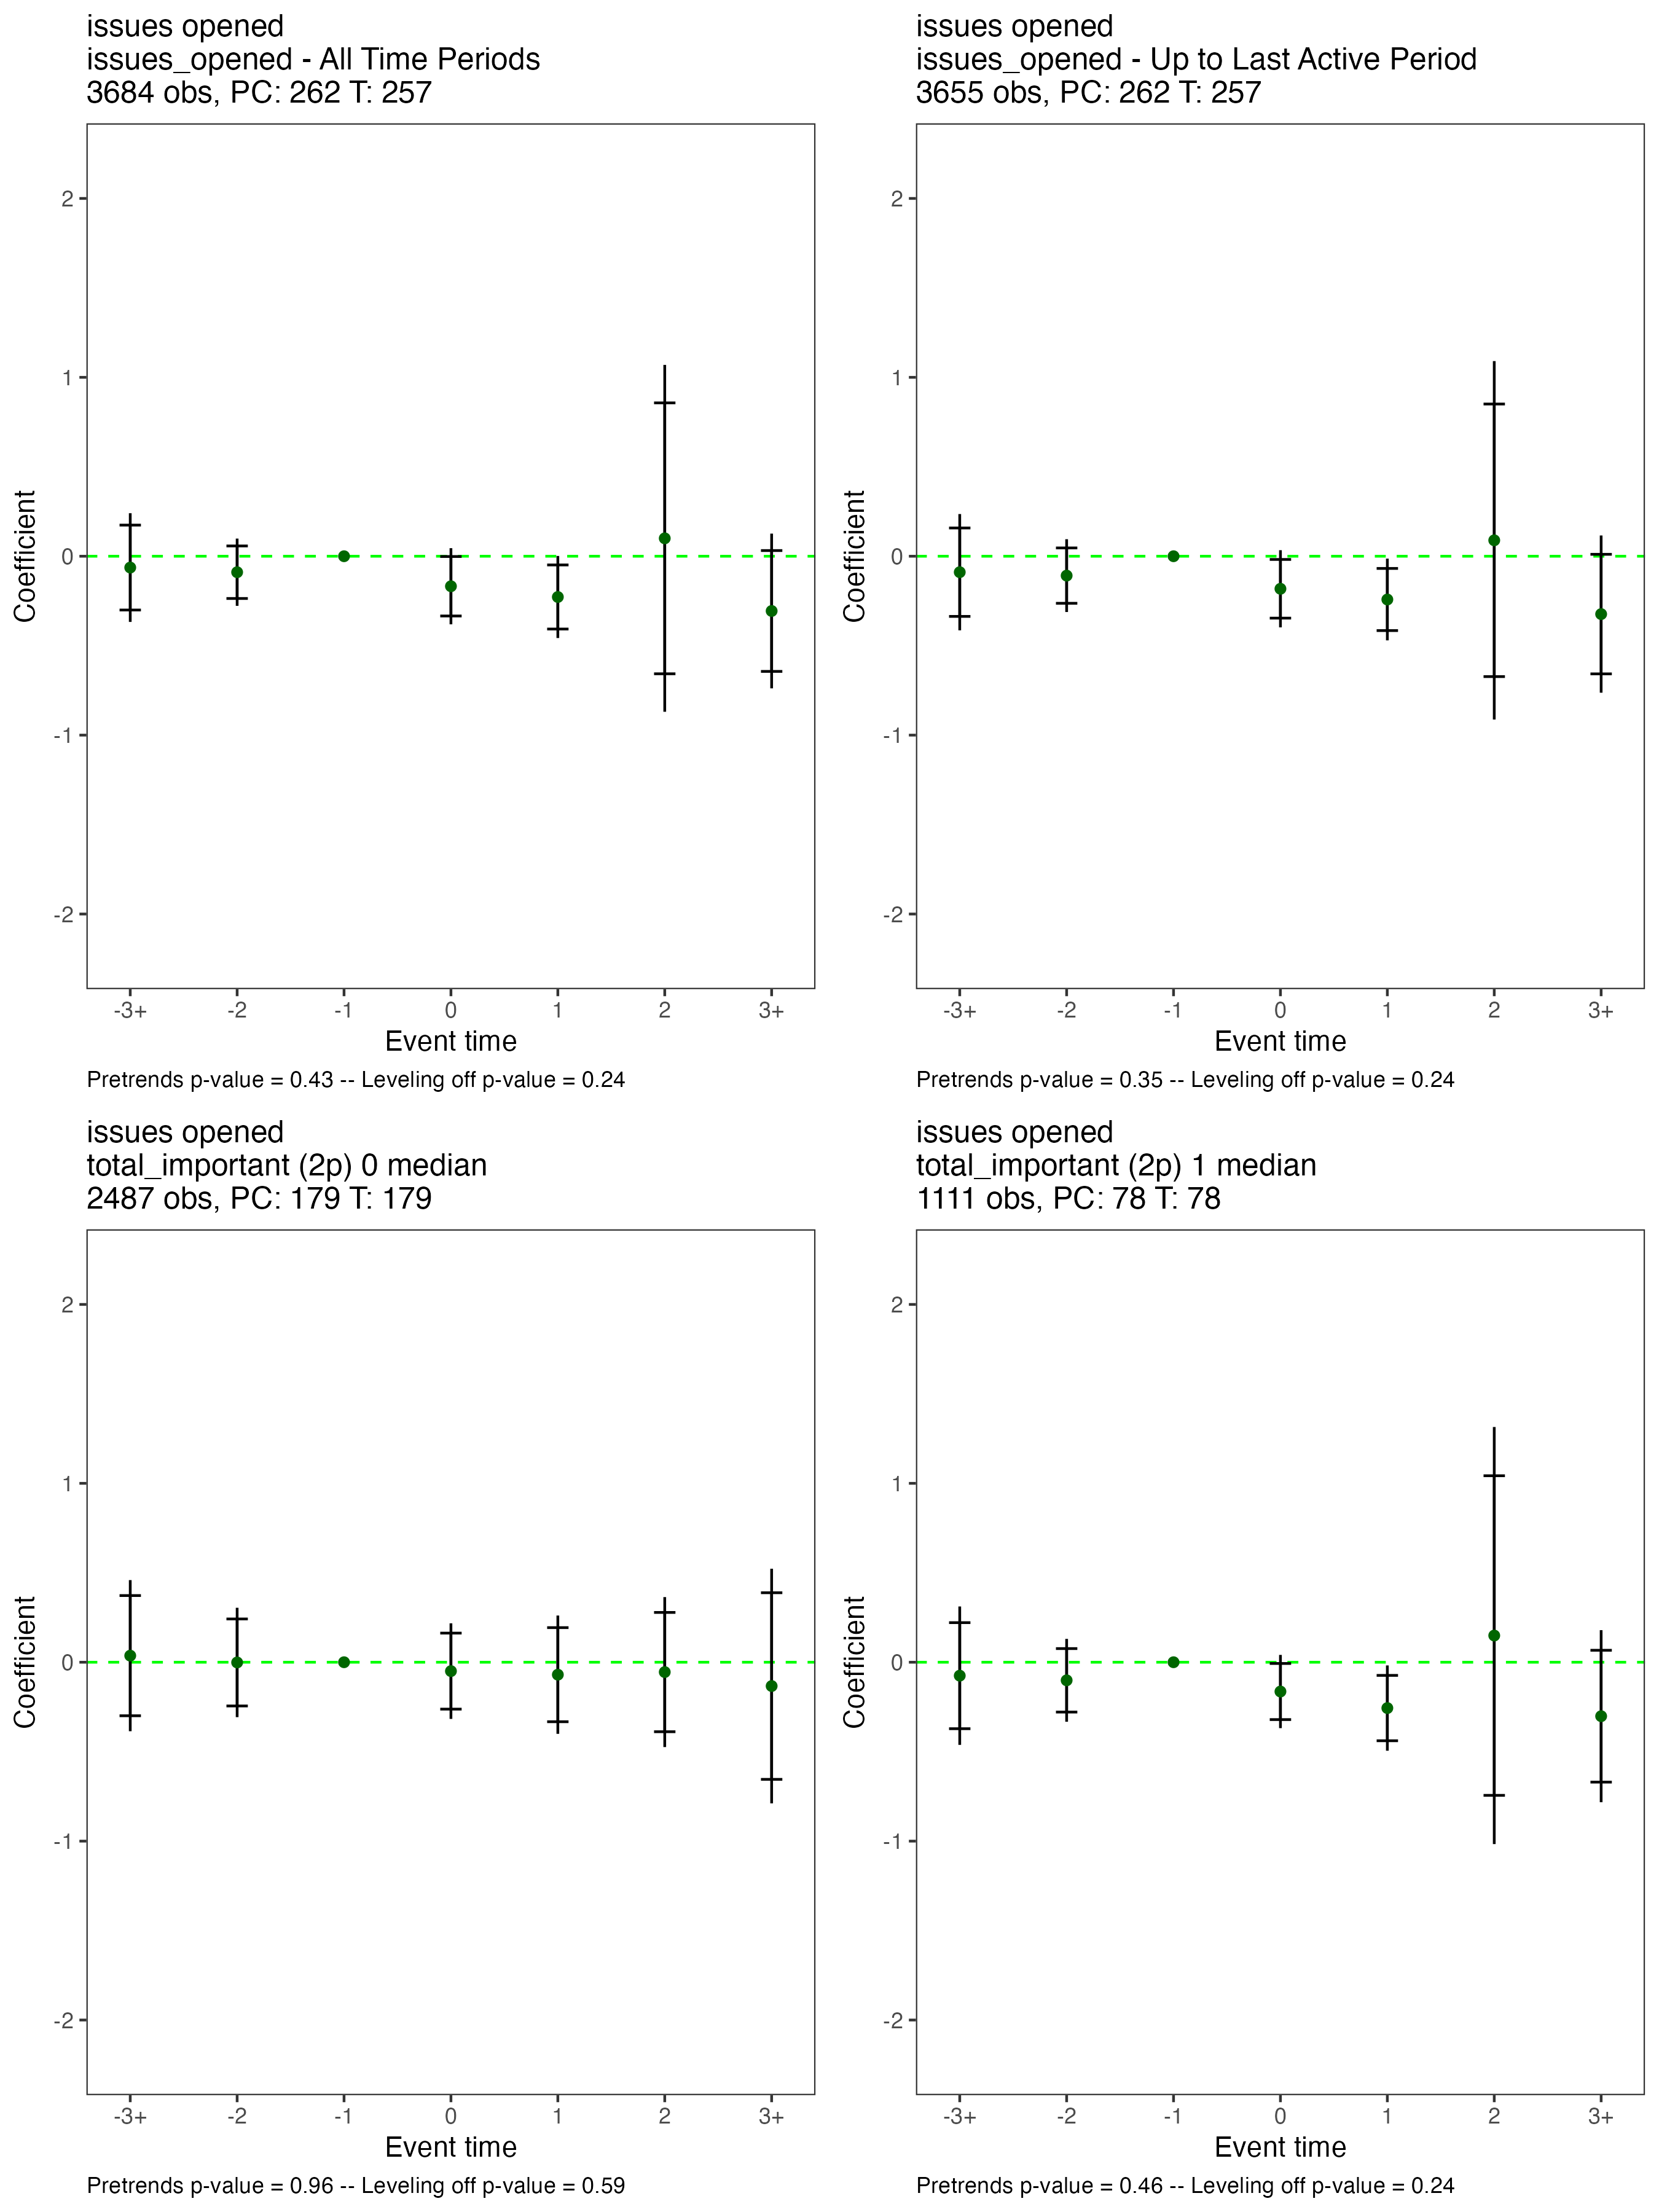 issues opened
issues_opened - All Time Periods
3684 obs, PC: 262 T: 257
2
1
0
-1
-2
Coefficient
-3+ -2 -1 0 1 2 3+
Event time
Pretrends p-value = 0.43 -- Leveling off p-value = 0.24
issues opened
issues_opened - Up to Last Active Period
3655 obs, PC: 262 T: 257
2
1
0
-1
-2
Coefficient
-3+ -2 -1 0 1 2 3+
Event time
Pretrends p-value = 0.35 -- Leveling off p-value = 0.24
issues opened
total_important (2p) 0 median
2487 obs, PC: 179 T: 179
2
1
0
-1
-2
Coefficient
-3+ -2 -1 0 1 2 3+
Event time
Pretrends p-value = 0.96 -- Leveling off p-value = 0.59
issues opened
total_important (2p) 1 median
1111 obs, PC: 78 T: 78
2
1
0
-1
-2
Coefficient
-3+ -2 -1 0 1 2 3+
Event time
Pretrends p-value = 0.46 -- Leveling off p-value = 0.24